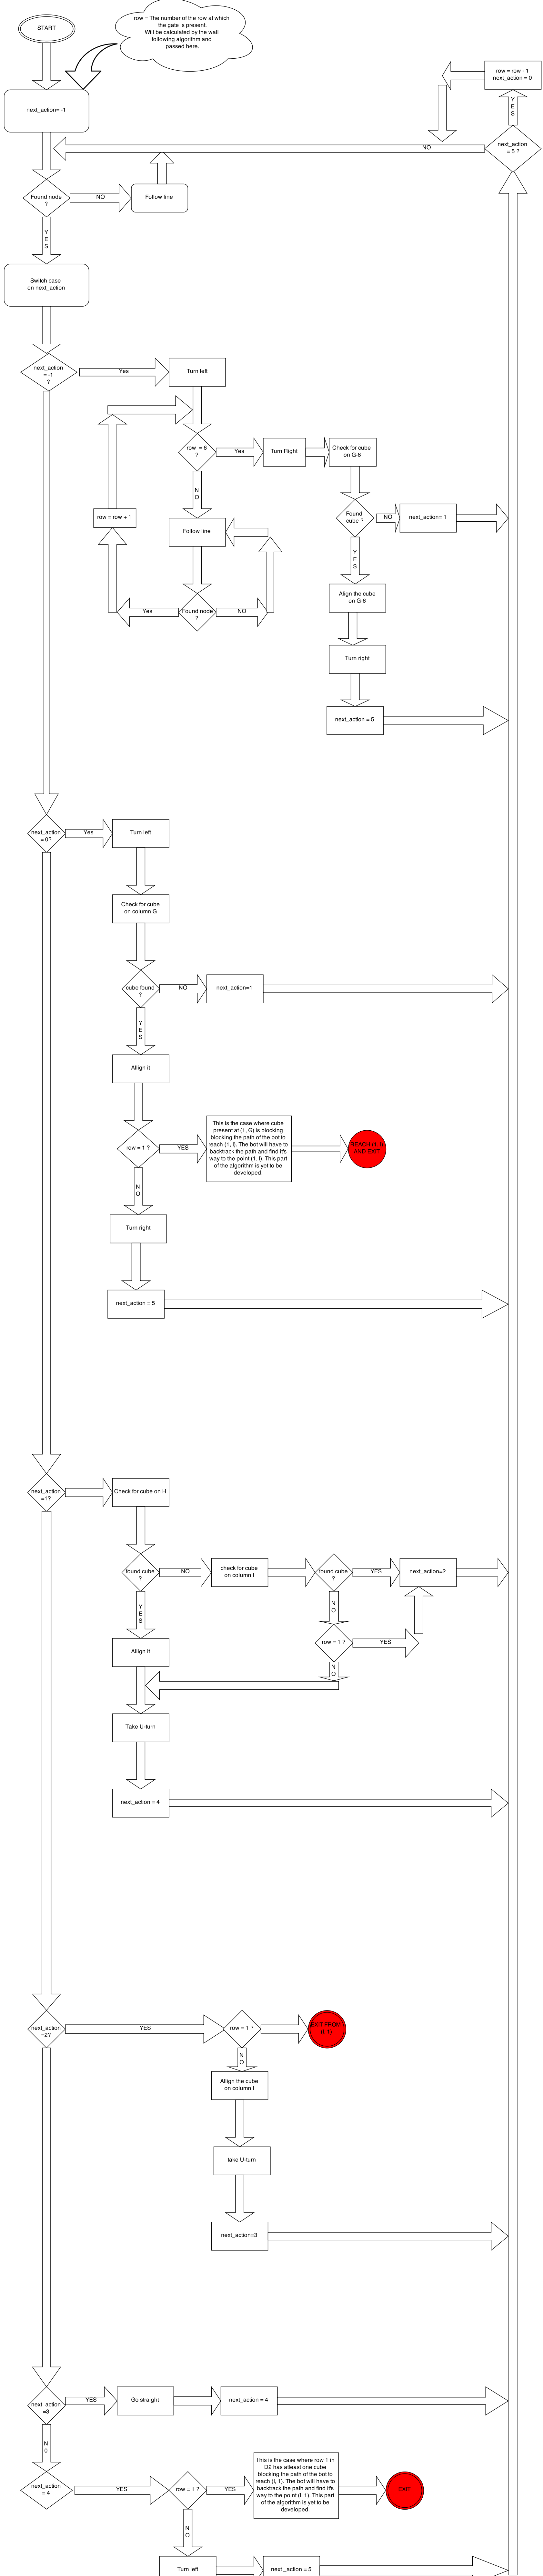 START
row = The number of the row at which
the gate is present.
Will be calculated by the wall
following algorithm and
passed here.
next_action= -1
row = row - 1
next_action = 0
Y
E
S
next_action
= 5 ?
NO
Found node
?
NO
Follow line
Y
E
S
Switch case
on next_action
next_action
= -1
?
Yes
Turn left
row = 6
?
Yes
Turn Right
Check for cube
on G-6
N
O
row = row + 1
Follow line
Found
cube ?
NO
next_action= 1
Y
E
S
Align the cube
on G-6
Yes
Found node
?
NO
Turn right
next_action = 5
next_action
= 0?
Yes
Turn left
Check for cube
on column G
cube found
?
NO
next_action=1
Y
E
S
Allign it
row = 1 ?
YES
This is the case where cube
present at (1, G) is blocking
blocking the path of the bot to
reach (1, I). The bot will have to
backtrack the path and find it's
way to the point (1, I). This part
of the algorithm is yet to be
developed.
REACH (1, I)
AND EXIT
N
O
Turn right
next_action = 5
next_action
=1?
Check for cube on H
found cube
?
NO
check for cube
on column I
found cube
?
YES
next_action=2
Y
E
S
N
O
row = 1 ?
YES
N
O
Allign it
Take U-turn
next_action = 4
next_action
=2?
YES
row = 1 ?
EXIT FROM
(I, 1)
N
O
Allign the cube
on column I
take U-turn
next_action=3
next_action
=3
YES
Go straight
next_action = 4
N
0
next_action
= 4
YES
row = 1 ?
YES
This is the case where row 1 in
D2 has atleast one cube
blocking the path of the bot to
reach (I, 1). The bot will have to
backtrack the path and find it's
way to the point (I, 1). This part
of the algorithm is yet to be
developed.
EXIT
N
O
Turn left
next _action = 5